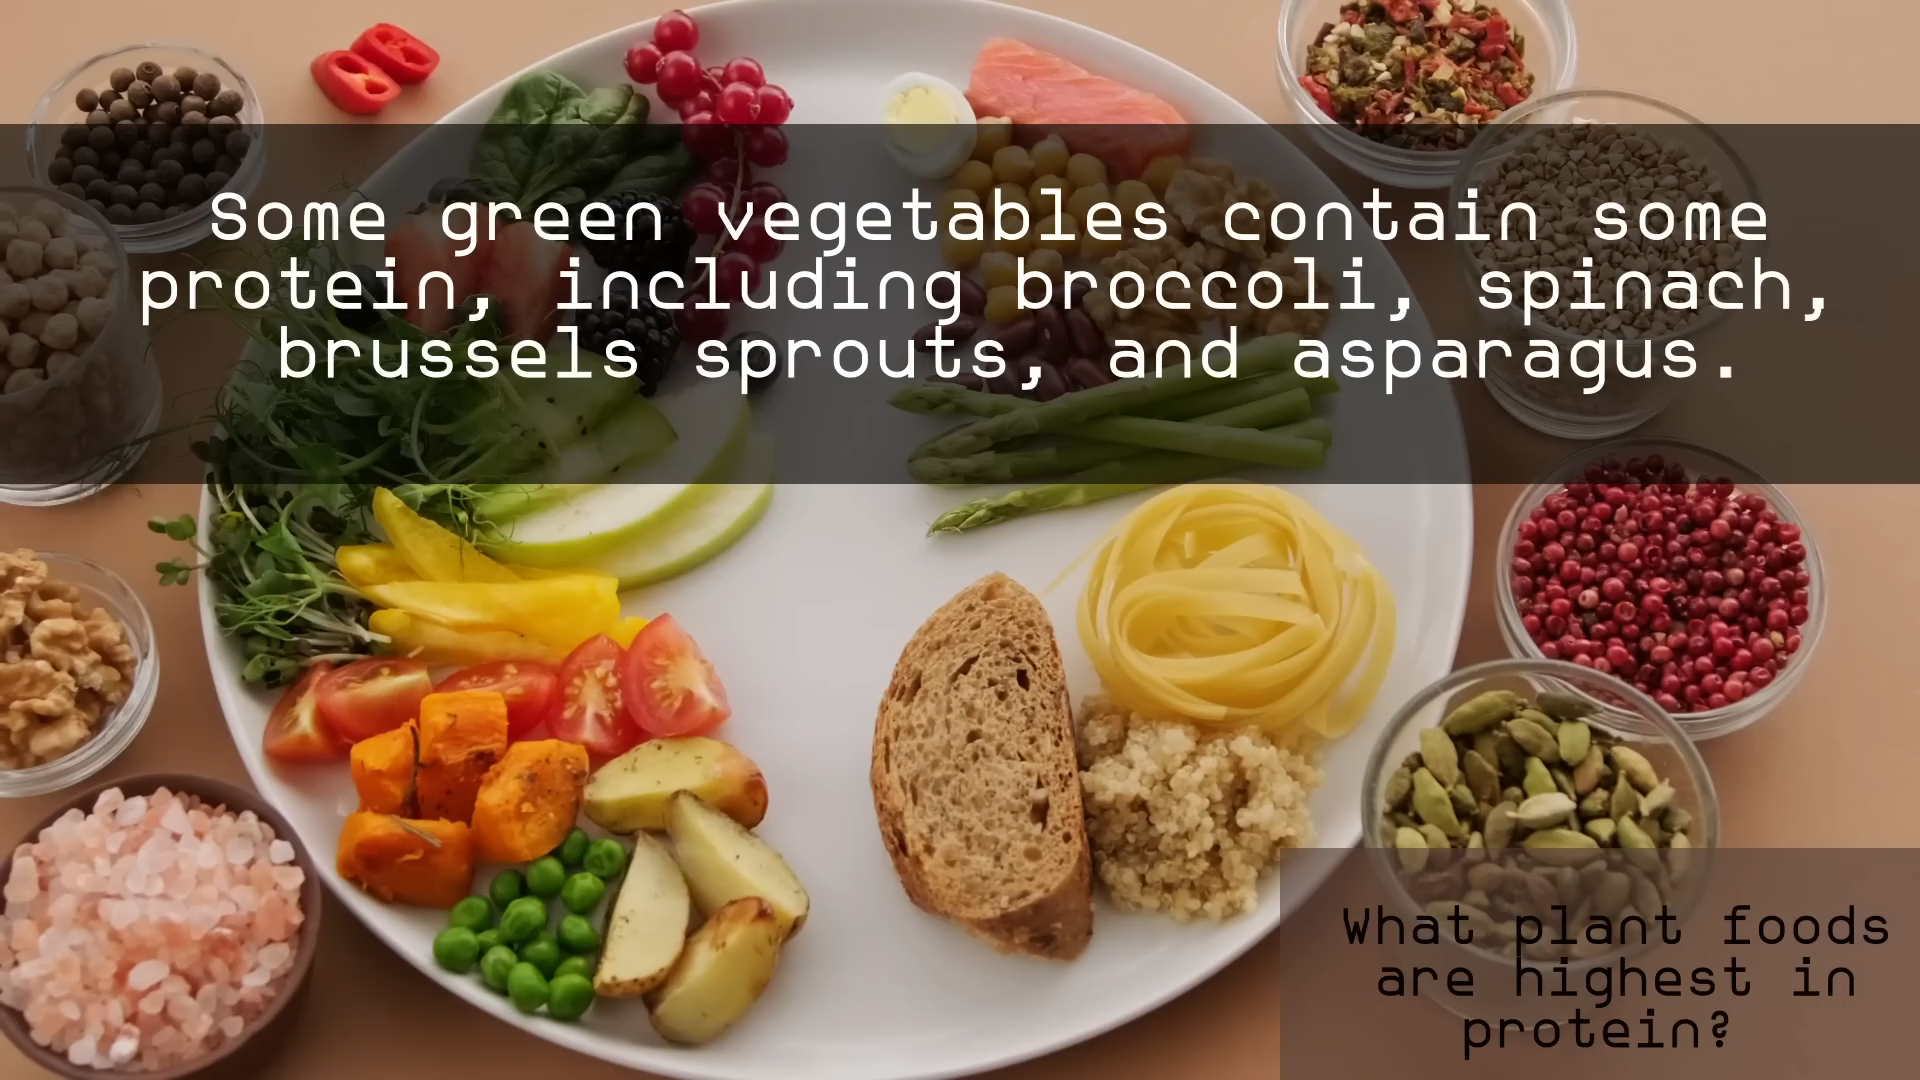 Some green vegetables contain some
protein, including broccoli, spinach,
brussels sprouts, and asparagus.
What plant foods
are highest in
protein?